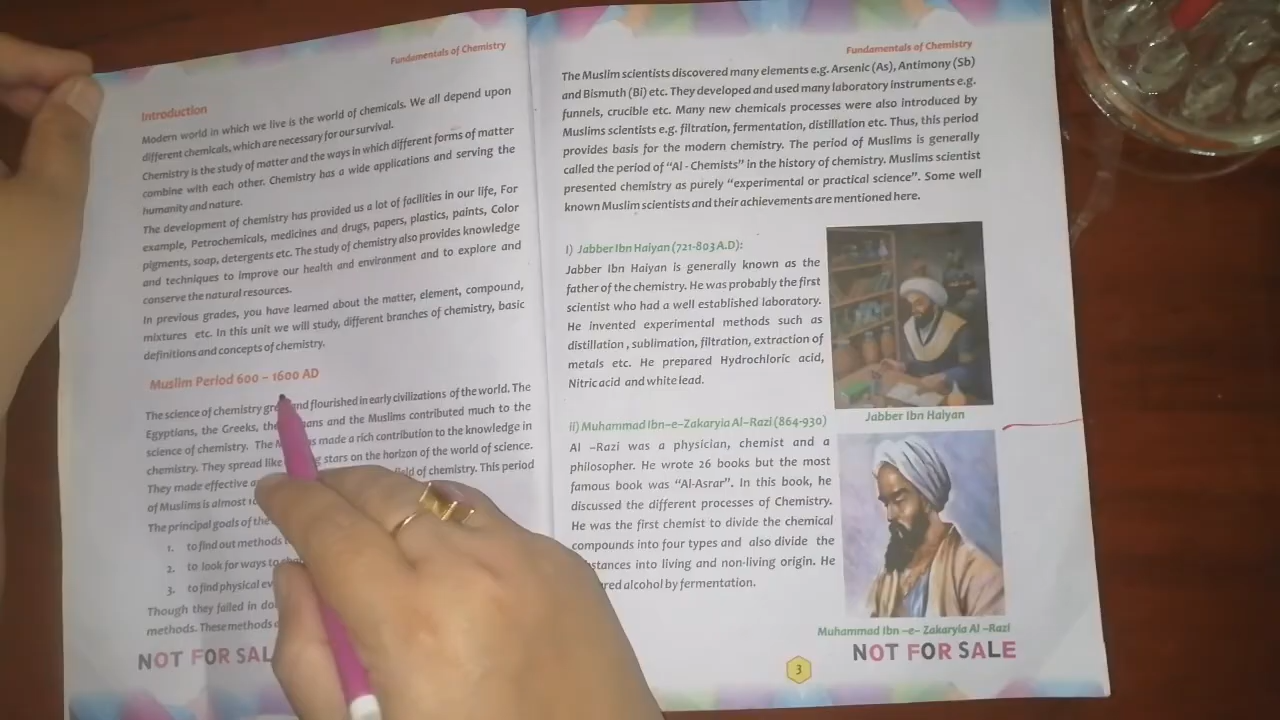 Fundamentals of Chemistry
Introduction
Modern world in which we live is the world of chemicals. We all depend upon
different chemicals, which are necessary for our survival.
Chemistry is the study of matter and the ways in which different forms of matter
combine with each other. Chemistry has a wide applications and serving the
humanity and nature.
The development of chemistry has provided us a lot of facilities in our life, For
example, Petrochemicals, medicines and drugs, papers, plastics, paints, Color
pigments, soap, detergents etc. The study of chemistry also provides knowledge
and techniques to improve our health and environment and to explore and
conserve the natural resources.
In previous grades, you have learned about the matter, element, compound,
mixtures etc. In this unit we will study, different branches of chemistry, basic
definitions and concepts of chemistry.
Muslim Period 600 – 1600 AD
The science of chemistry and flourished in early civilizations of the world. The
Egyptians, the Greeks, the and the Muslims contributed much to the
science of chemistry. The made a rich contribution to the knowledge in
chemistry. They spread like stars on the horizon of the world of science.
They made effective of chemistry. This period
of Muslims is almost
The principal goals of the
1. to find out methods
2. to look for ways to
3. to find physical
Though they failed in
methods. These methods
NOT FOR
Fundamentals of Chemistry
The Muslim scientists discovered many elements e.g. Arsenic (As), Antimony (Sb)
and Bismuth (Bi) etc. They developed and used many laboratory instruments e.g.
funnels, crucible etc. Many new chemicals processes were also introduced by
Muslims scientists e.g. filtration, fermentation, distillation etc. Thus, this period
provides basis for the modern chemistry. The period of Muslims is generally
called the period of “Al - Chemists” in the history of chemistry. Muslims scientist
presented chemistry as purely “experimental or practical science”. Some well
known Muslim scientists and their achievements are mentioned here.
i) Jabber Ibn Haiyan (721-803 A.D):
Jabber Ibn Haiyan is generally known as the
father of the chemistry. He was probably the first
scientist who had a well established laboratory.
He invented experimental methods such as
distillation , sublimation, filtration, extraction of
metals etc. He prepared Hydrochloric acid,
Nitric acid and white lead.
Jabber Ibn Haiyan
ii) Muhammad Ibn–e–Zakaryia Al–Razi (864-930)
Al –Razi was a physician, chemist and a
philosopher. He wrote 26 books but the most
famous book was “Al-Asrar”. In this book, he
discussed the different processes of Chemistry.
He was the first chemist to divide the chemical
compounds into four types and also divide the
into living and non-living origin. He
alcohol by fermentation.
Muhammad Ibn –e– Zakaryia Al –Razi
NOT FOR SALE
3